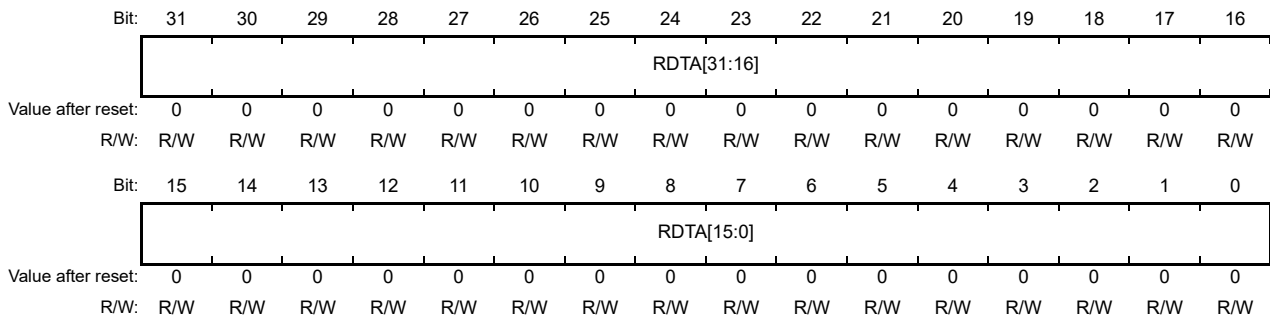 Bit: 31 30 29 28 27 26 25 24 23 22 21 20 19 18 17 16
RDTA[31:16]
Value after reset: 0 0 0 0 0 0 0 0 0 0 0 0 0 0 0 0
R/W: R/W R/W R/W R/W R/W R/W R/W R/W R/W R/W R/W R/W R/W R/W R/W R/W
Bit: 15 14 13 12 11 10 9 8 7 6 5 4 3 2 1 0
RDTA[15:0]
Value after reset: 0 0 0 0 0 0 0 0 0 0 0 0 0 0 0 0
R/W: R/W R/W R/W R/W R/W R/W R/W R/W R/W R/W R/W R/W R/W R/W R/W R/W